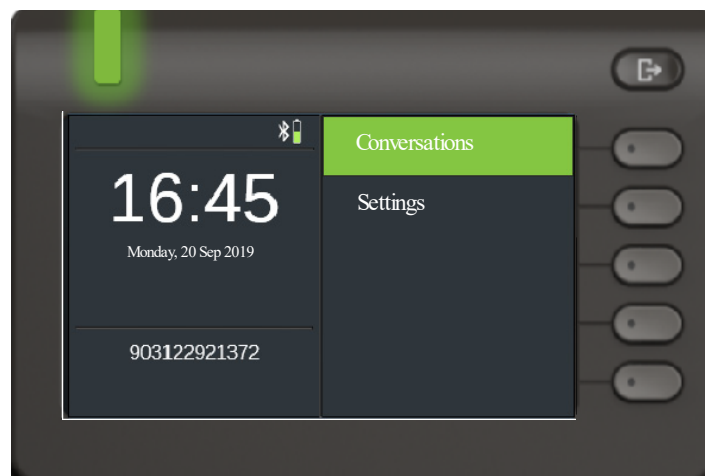 16:45
Monday, 20 Sep 2019
903122921372
Conversations
Settings